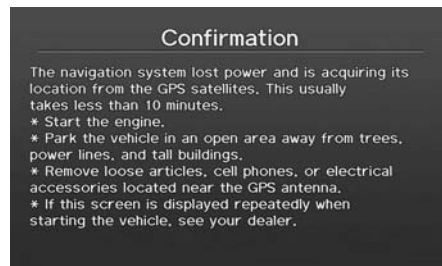 Confirmation
The navigation system lost power and is acquiring its
location from the GPS satellites. This usually
takes less than 10 minutes.
* Start the engine.
* Park the vehicle in an open area away from trees,
power lines, and tall buildings.
* Remove loose articles, cell phones, or electrical
accessories located near the GPS antenna.
* If this screen is displayed repeatedly when
starting the vehicle, see your dealer.